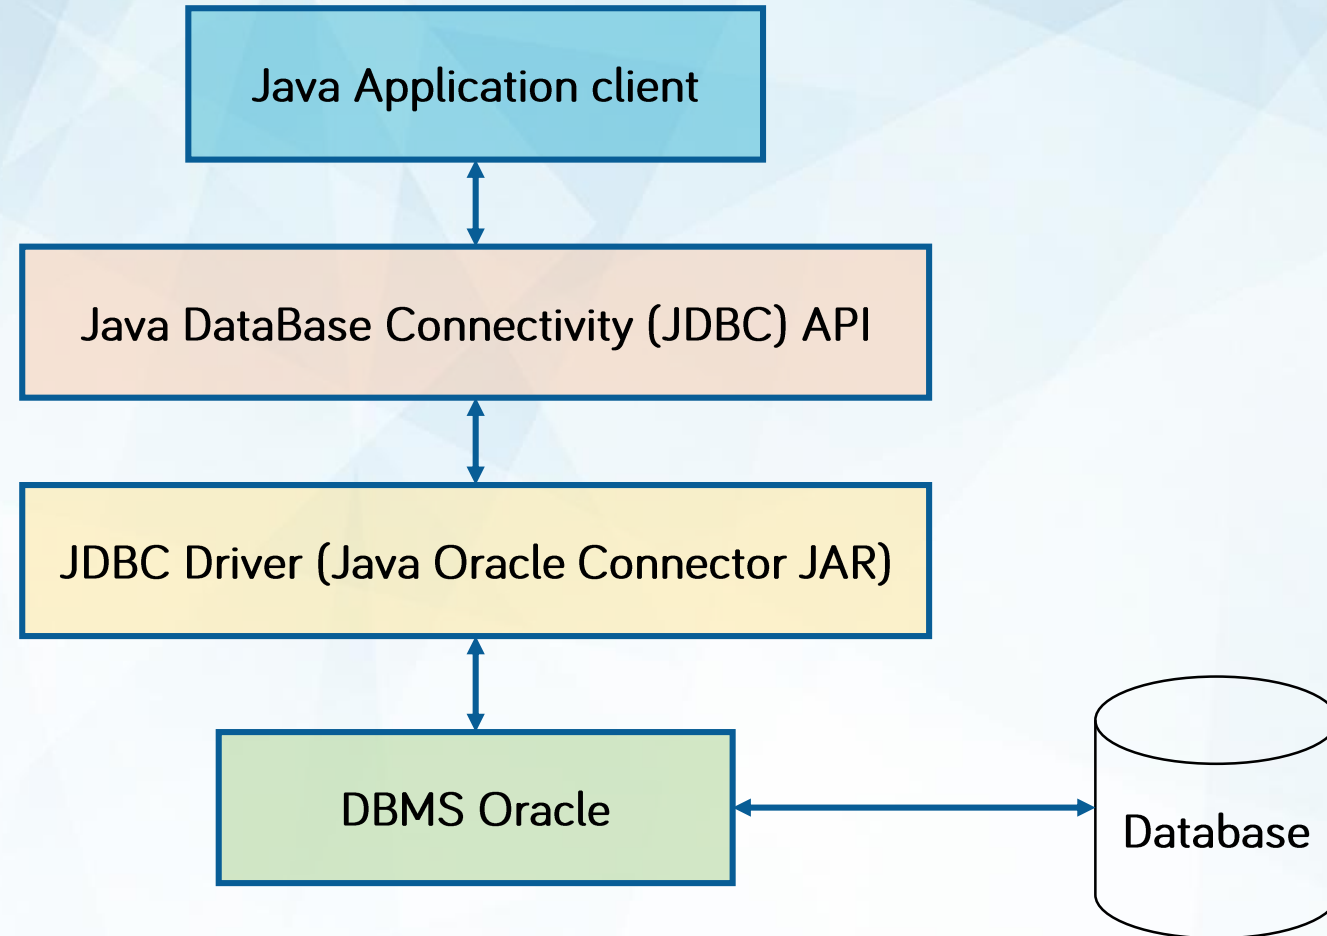 Java Application client
Java DataBase Connectivity (JDBC) API
JDBC Driver (Java Oracle Connector JAR)
DBMS Oracle
Database